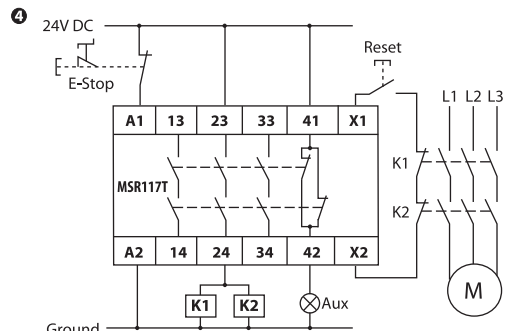 4
24V DC
Reset
E-Stop
L1 L2 L3
A1 13 23 33 41 X1
K1
MSR117T
K2
A2 14 24 34 42 X2
K1 K2 Aux
M
Ground